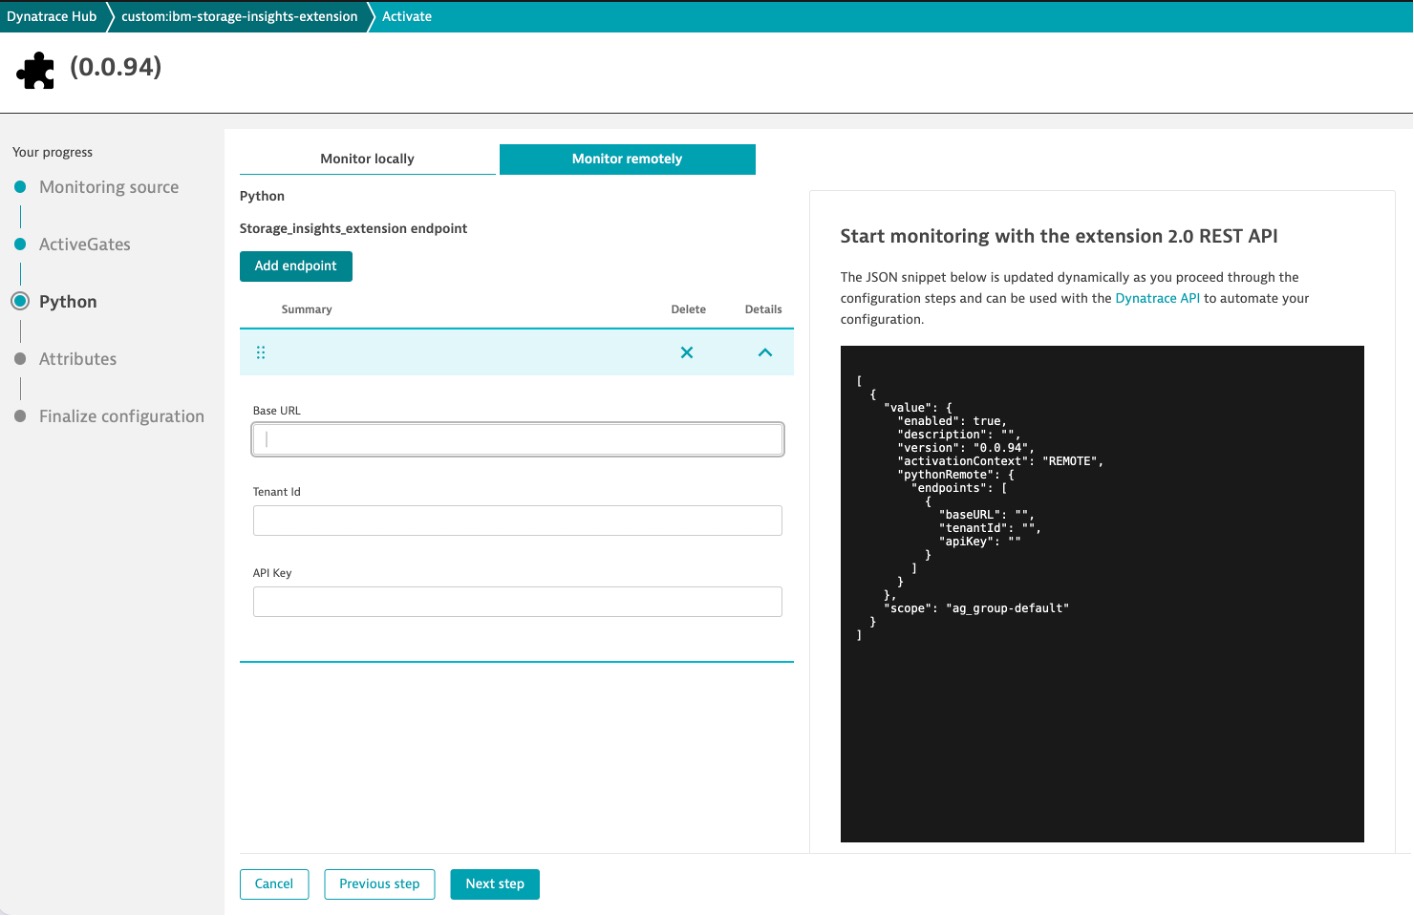 Dynatrace Hub
custom:ibm-storage-insights-extension
Activate
(0.0.94)
Your progress
Monitoring source
ActiveGates
Python
Attributes
Finalize configuration
Monitor locally
Monitor remotely
Python
Storage_insights_extension endpoint
Add endpoint
Summary
Delete
Details
Base URL
Tenant Id
API Key
Start monitoring with the extension 2.0 REST API
The JSON snippet below is updated dynamically as you proceed through the
configuration steps and can be used with the Dynatrace API to automate your
configuration.
[
{
"value": {
"enabled": true,
"description": "",
"version": "0.0.94",
"activationContext": "REMOTE",
"pythonRemote": {
"endpoints": [
{
"baseURL": "",
"tenantId": "",
"apiKey": ""
}
]
}
},
"scope": "ag_group-default"
}
]
Cancel
Previous step
Next step